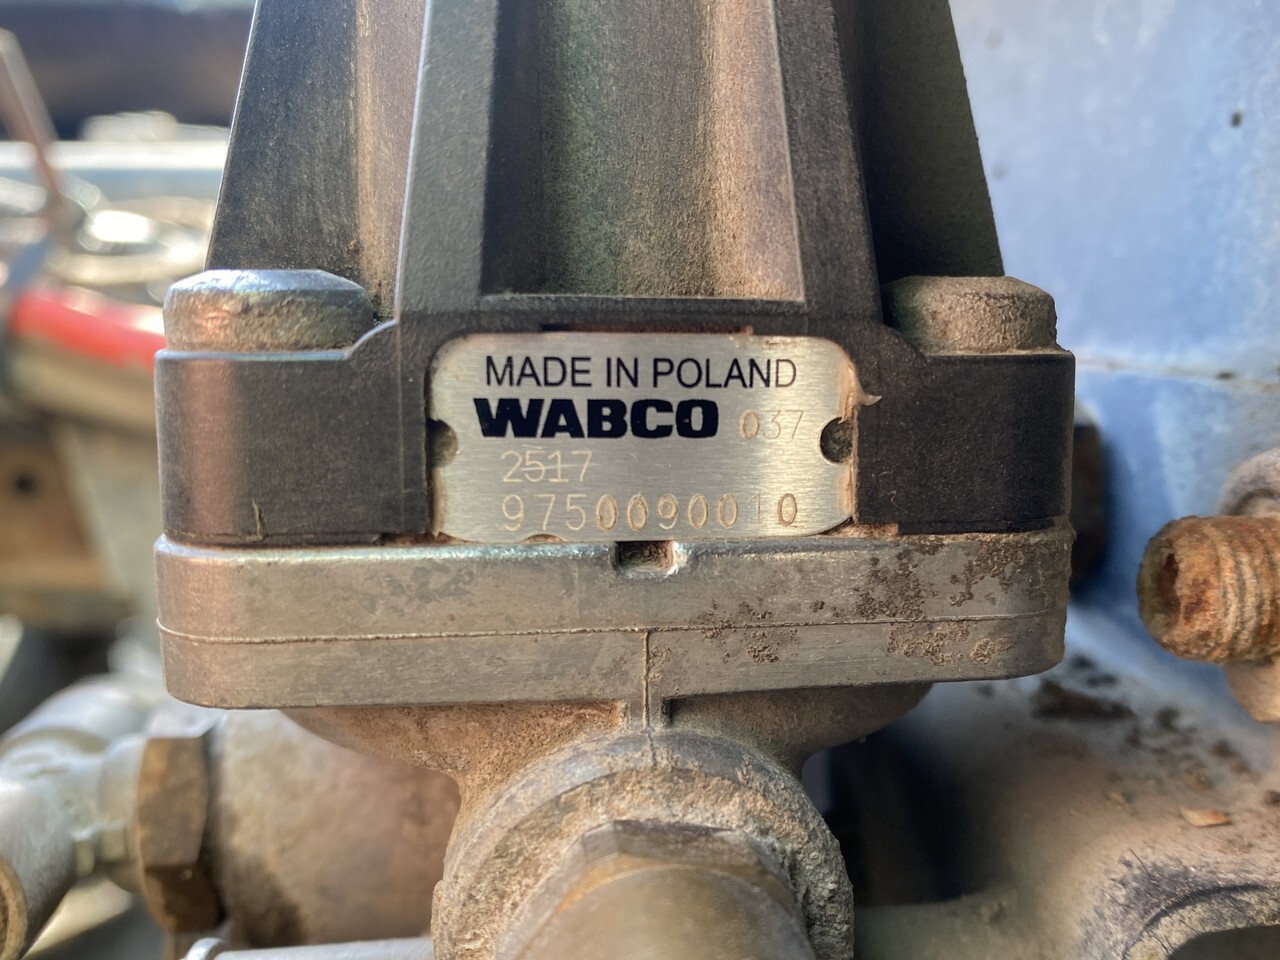 MADE IN POLAND
WABCO 037
2517
9750090010